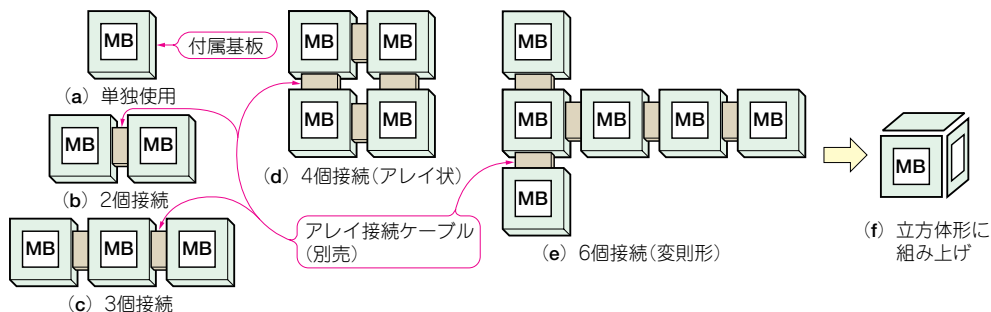 MB
付属基板
(a) 単独使用
MB MB
(b) 2個接続
MB MB MB
(c) 3個接続
MB MB
MB MB
(d) 4個接続(アレイ状)
アレイ接続ケーブル
(別売)
MB
MB MB MB MB
MB
(e) 6個接続(変則形)
MB
(f) 立方体形に
組み上げ